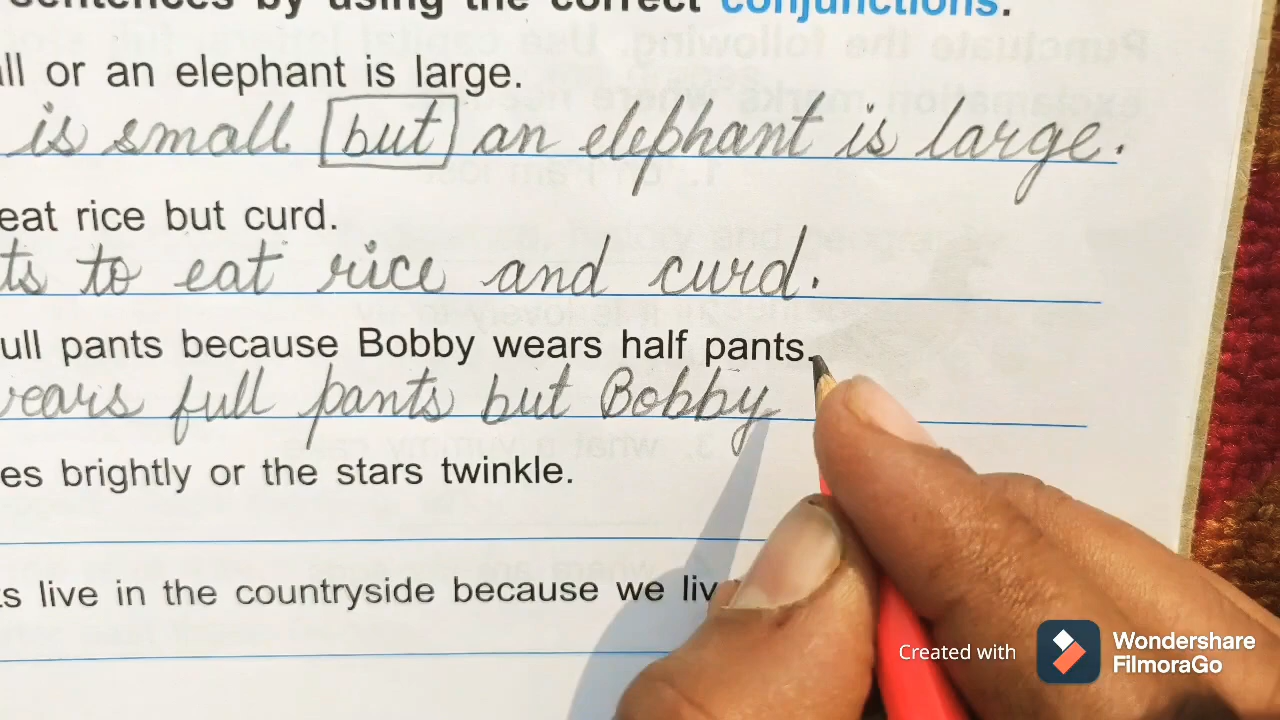 sentences by using the correct conjunctions.
ll or an elephant is large.
is small but an elephant is large.
eat rice but curd.
ts to eat rice and curd.
ull pants because Bobby wears half pants.
wears full pants but Bobby
es brightly or the stars twinkle.
s live in the countryside because we liv
Created with Wondershare
FilmoraGo